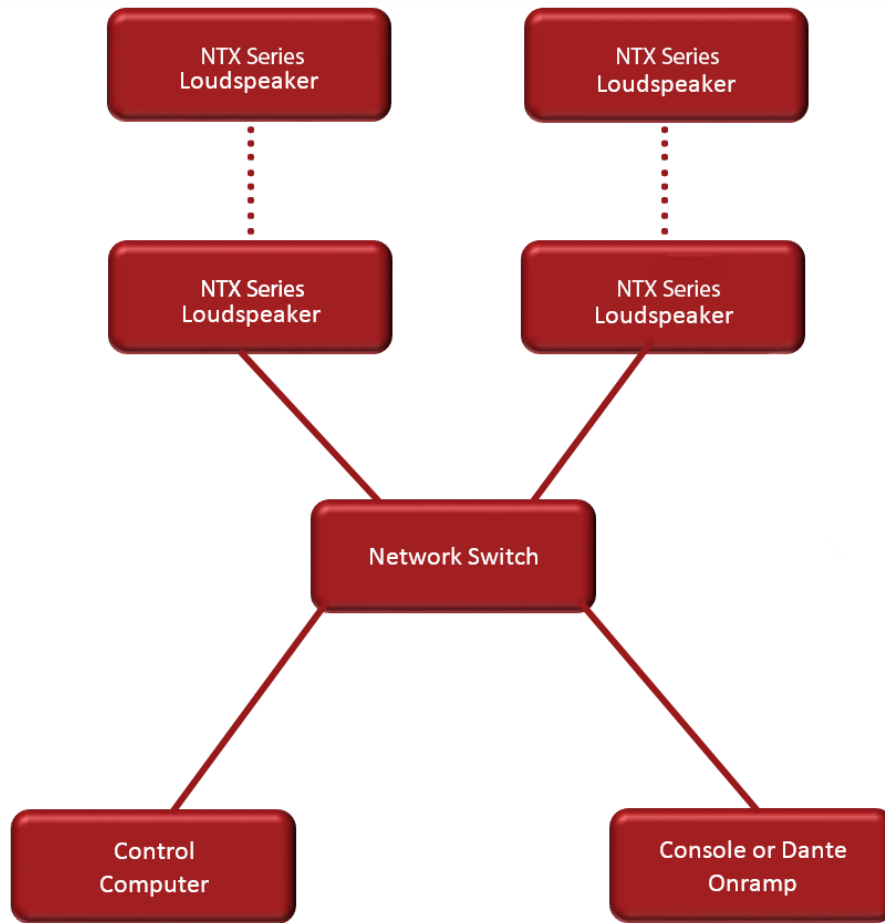 NTX Series
Loudspeaker
NTX Series
Loudspeaker
NTX Series
Loudspeaker
NTX Series
Loudspeaker
Network Switch
Control
Computer
Console or Dante
Onramp